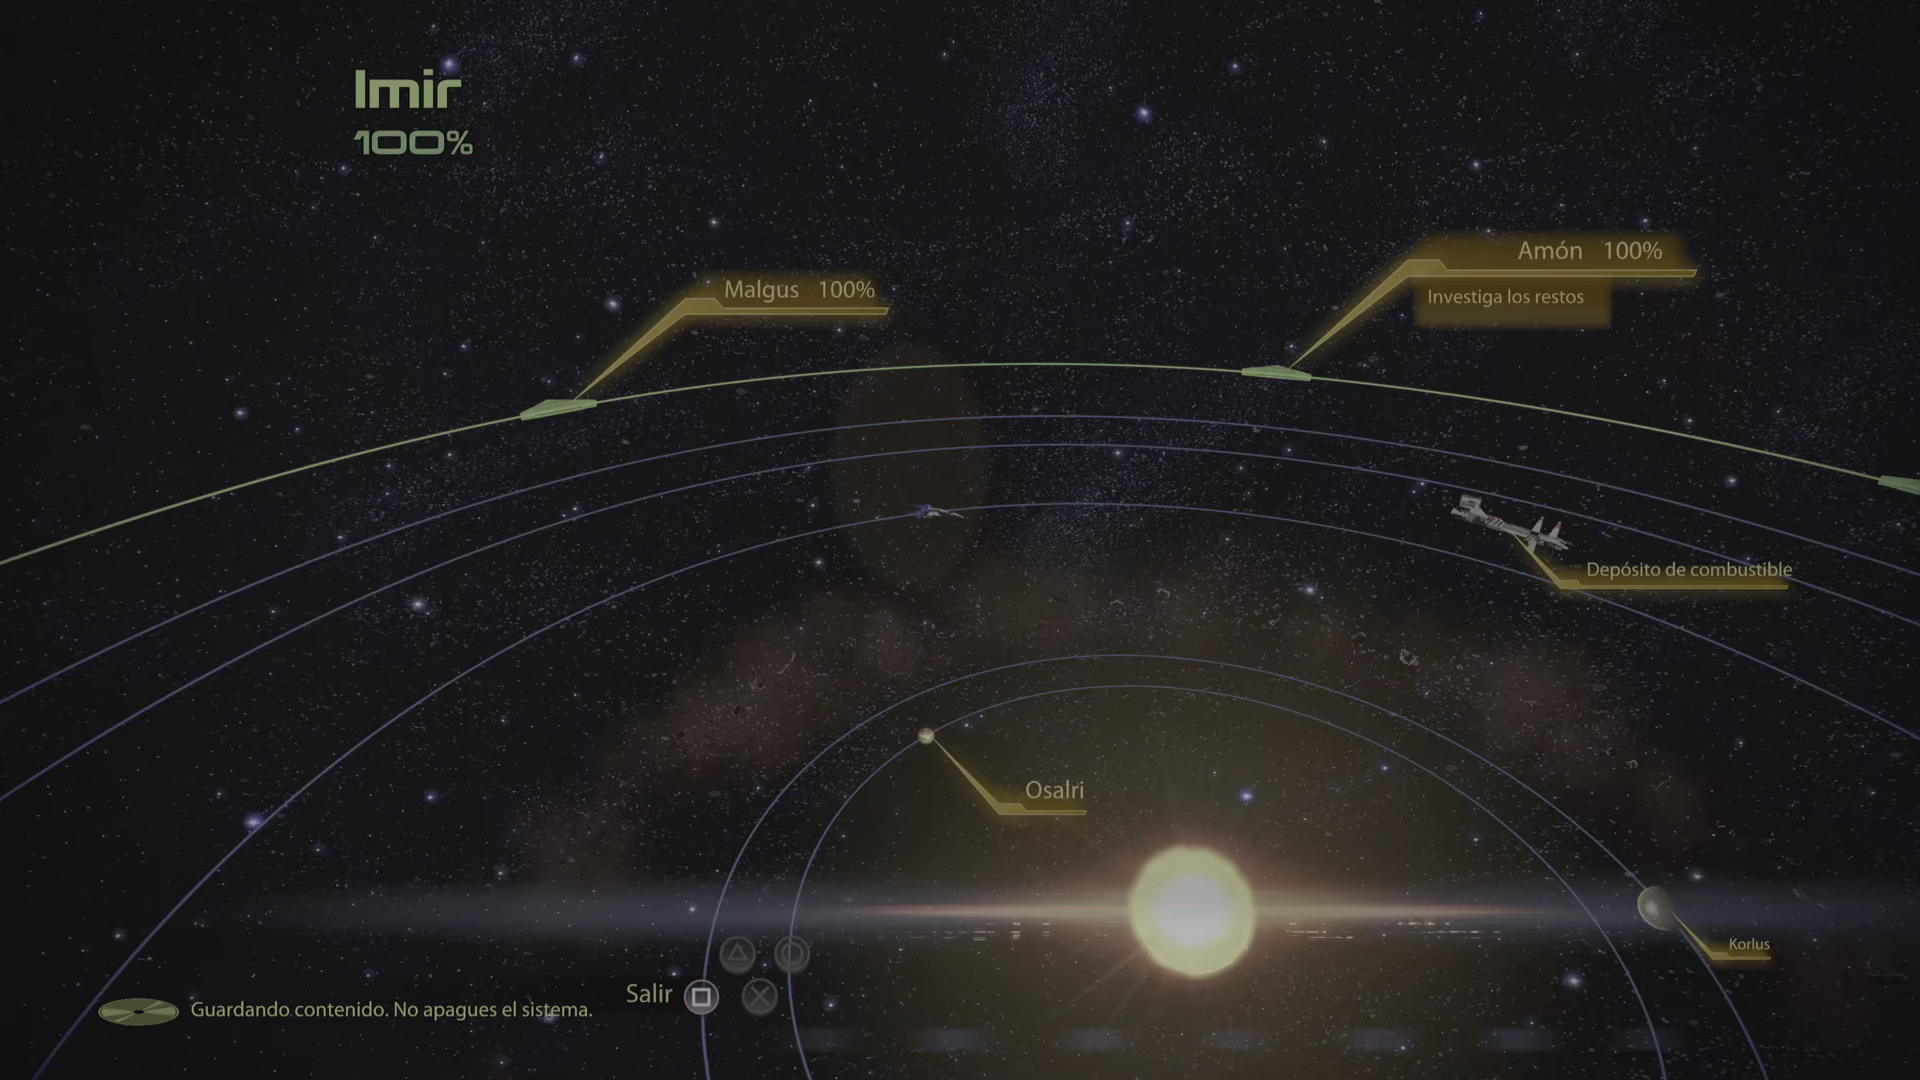 Imir
100%
Amón 100%
Investiga los restos
Malgus 100%
Depósito de combustible
Osalri
Korlus
Salir
Guardando contenido. No apagues el sistema.